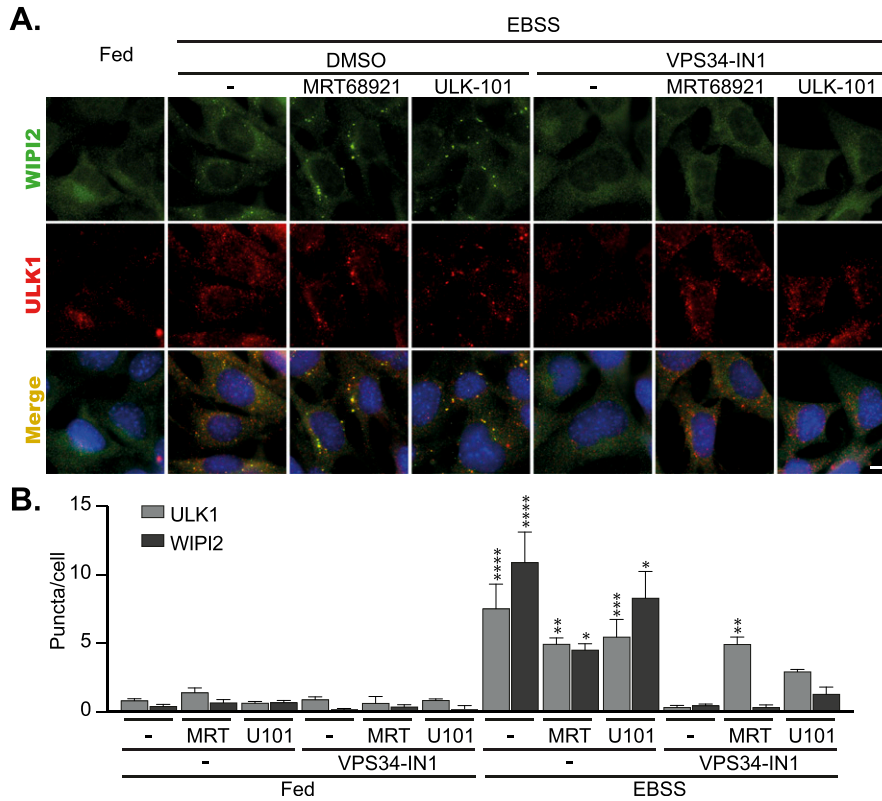 A.
EBSS
Fed
DMSO
VPS34-IN1
- MRT68921 ULK-101 - MRT68921 ULK-101
WIPI2
ULK1
Merge
B.
15
10
5
0
Puncta/cell
ULK1
WIPI2
**** **** ** * *** * **
- MRT U101 - MRT U101 - MRT U101 - MRT U101
- VPS34-IN1 - VPS34-IN1
Fed EBSS